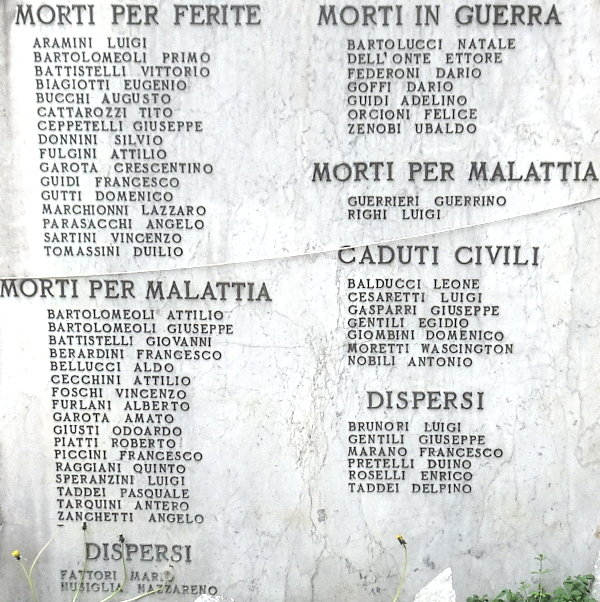 MORTI PER FERITE
ARAMINI LUIGI
BARTOLOMEOLI PRIMO
BATTISTELLI VITTORIO
BIAGIOTTI EUGENIO
BUCCHI AUGUSTO
CATTAROZZI TITO
CEPPETELLI GIUSEPPE
DONNINI SILVIO
FULGINI ATTILIO
GAROTA CRESCENTINO
GUIDI FRANCESCO
GUTTI DOMENICO
MARCHIONNI LAZZARO
PARASACCHI ANGELO
SARTINI VINCENZO
TOMASSINI DUILIO
MORTI PER MALATTIA
BARTOLOMEOLI ATTILIO
BARTOLOMEOLI GIUSEPPE
BATTISTELLI GIOVANNI
BERARDINI FRANCESCO
BELLUCCI ALDO
CECCHINI ATTILIO
FOSCHI VINCENZO
FURLANI ALBERTO
GAROTA AMATO
GIUSTI ODOARDO
PIATTI ROBERTO
PICCINI FRANCESCO
RAGGIANI QUINTO
SPERANZINI LUIGI
TADDEI PASQUALE
TARQUINI ANTERO
ZANCHETTI ANGELO
DISPERSI
FATTORI
NAZZARENO
MORTI IN GUERRA
BARTOLUCCI NATALE
DELL'ONTE ETTORE
FEDERONI DARIO
GOFFI DARIO
GUIDI ADELINO
ORCIONI FELICE
ZENOBI UBALDO
MORTI PER MALATTIA
GUERRIERI GUERRINO
RIGHI LUIGI
CADUTI CIVILI
BALDUCCI LEONE
CESARETTI LUIGI
GASPARRI GIUSEPPE
GENTILI EGIDIO
GIOMBINI DOMENICO
MORETTI WASCINGTON
NOBILI ANTONIO
DISPERSI
BRUNORI LUIGI
GENTILI GIUSEPPE
MARANO FRANCESCO
PRETELLI DUINO
ROSELLI ENRICO
TADDEI DELPINO